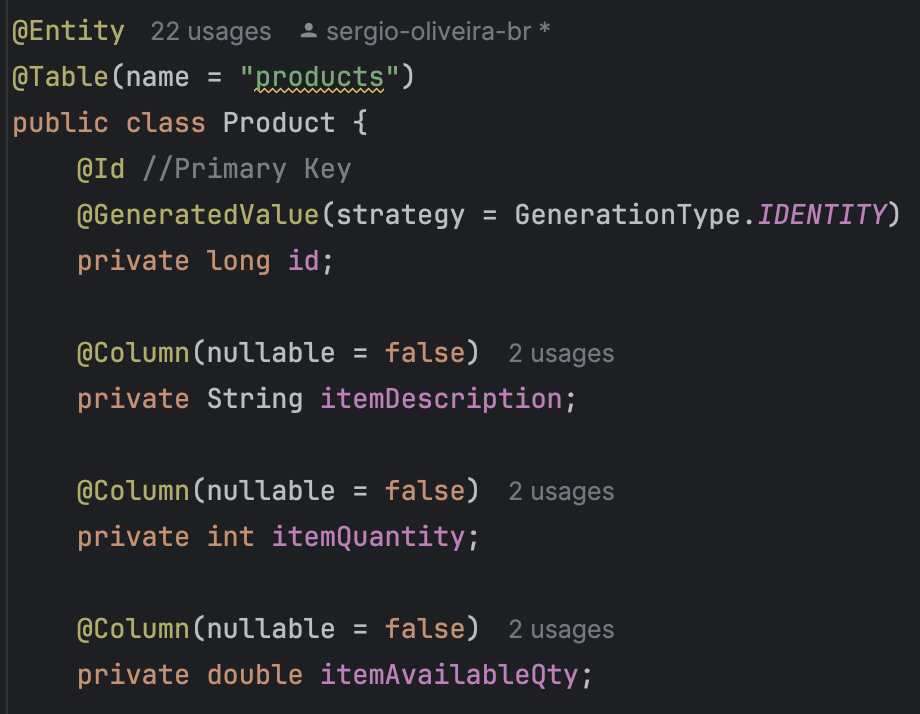 @Entity 22 usages sergio-oliveira-br *
@Table(name = "products")
public class Product {
@Id //Primary Key
@GeneratedValue(strategy = GenerationType.IDENTITY)
private long id;
@Column(nullable = false) 2 usages
private String itemDescription;
@Column(nullable = false) 2 usages
private int itemQuantity;
@Column(nullable = false) 2 usages
private double itemAvailableQty;